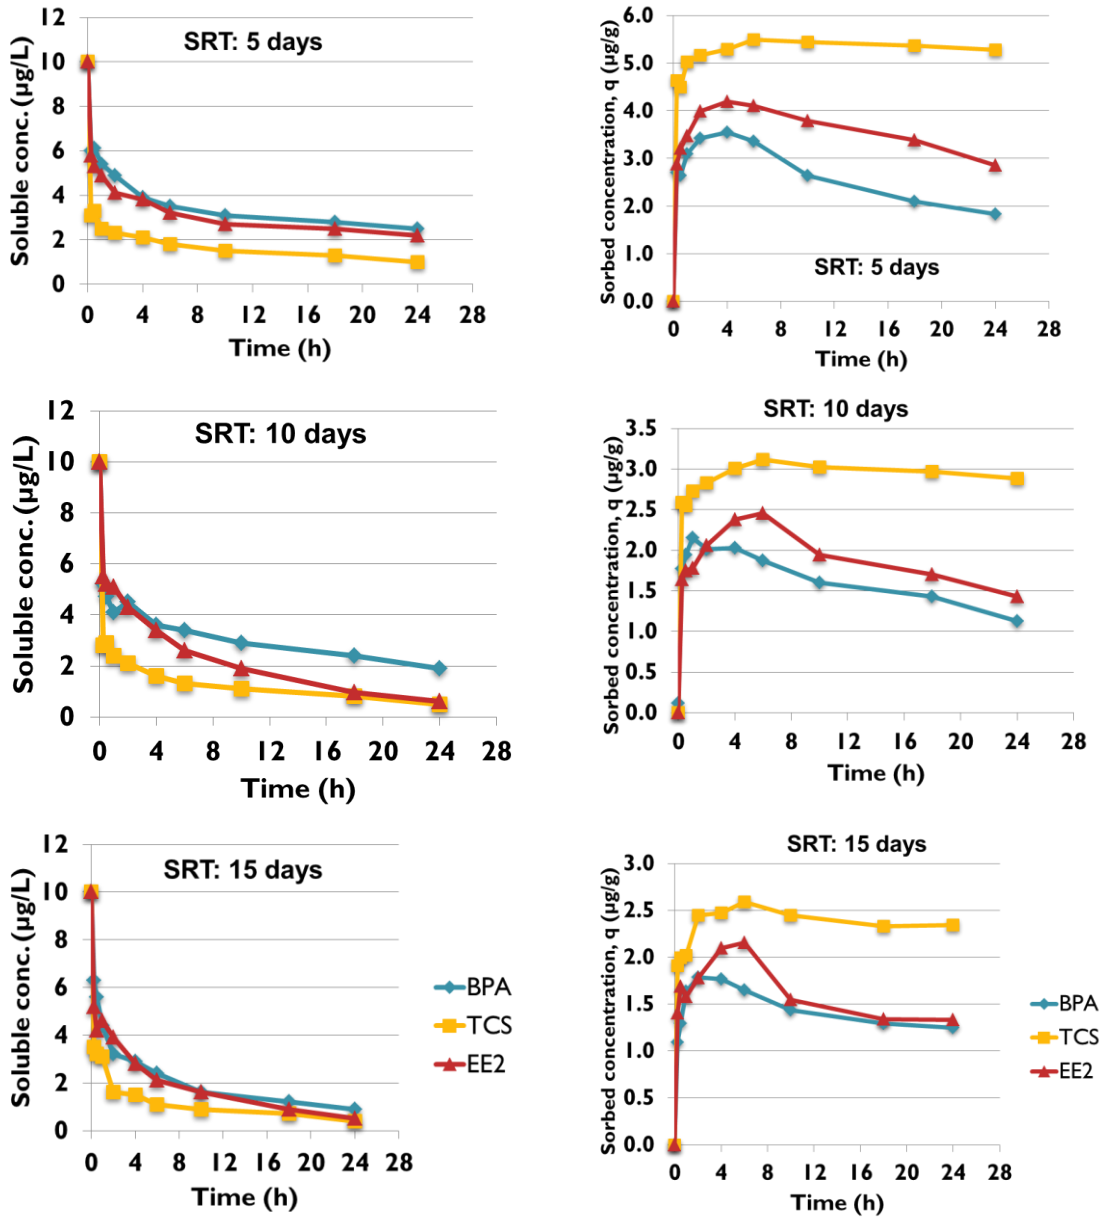 SRT: 5 days
Soluble conc. (µg/L)
12
10
8
6
4
2
0
0 4 8 12 16 20 24 28
Time (h)
Sorbed concentration, q (µg/g)
6.0
5.0
4.0
3.0
2.0
1.0
0.0
SRT: 5 days
0 4 8 12 16 20 24 28
Time (h)
SRT: 10 days
Soluble conc. (µg/L)
12
10
8
6
4
2
0
0 4 8 12 16 20 24 28
Time (h)
SRT: 10 days
Sorbed concentration, q (µg/g)
3.5
3.0
2.5
2.0
1.5
1.0
0.5
0.0
0 4 8 12 16 20 24 28
Time (h)
SRT: 15 days
Soluble conc. (µg/L)
12
10
8
6
4
2
0
0 4 8 12 16 20 24 28
Time (h)
BPA
TCS
EE2
SRT: 15 days
Sorbed concentration, q (µg/g)
3.0
2.5
2.0
1.5
1.0
0.5
0.0
0 4 8 12 16 20 24 28
Time (h)
BPA
TCS
EE2